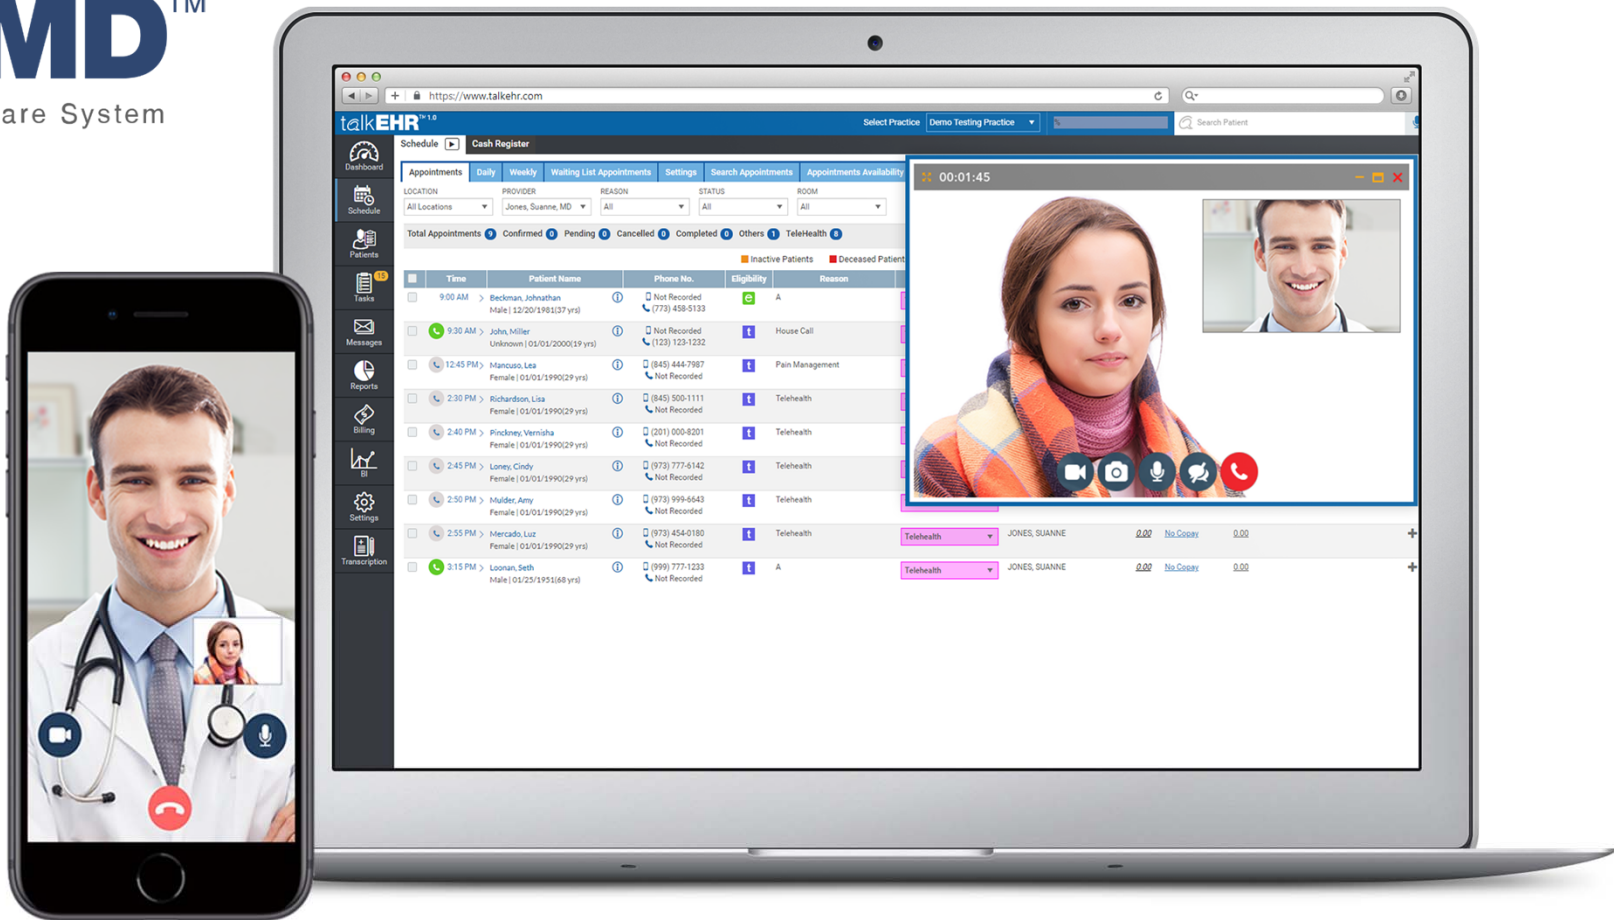 MD™
are System
https://www.talkehr.com
talkEHR™ 1.0
Select Practice Demo Testing Practice
Search Patient
Schedule Cash Register
Appointments Daily Weekly Waiting List Appointments Settings Search Appointments Appointments Availability
LOCATION PROVIDER REASON STATUS ROOM
All Locations Jones, Suanne, MD All All All
Total Appointments 9 Confirmed 0 Pending 0 Cancelled 0 Completed 0 Others 1 TeleHealth 8
Inactive Patients Deceased Patient
Time Patient Name Phone No. Eligibility Reason
9:00 AM > Beckman, Johnathan Not Recorded e A
Male | 12/20/1981(37 yrs) (773) 458-5133
9:30 AM > John, Miller Not Recorded t House Call
Unknown | 01/01/2000(19 yrs) (123) 123-1232
12:45 PM > Mancuso, Lea (845) 444-7987 t Pain Management
Female | 01/01/1990(29 yrs) Not Recorded
2:30 PM > Richardson, Lisa (845) 500-1111 t Telehealth
Female | 01/01/1990(29 yrs) Not Recorded
2:40 PM > Pinckney, Vernisha (201) 000-8201 t Telehealth
Female | 01/01/1990(29 yrs) Not Recorded
2:45 PM > Loney, Cindy (973) 777-6142 t Telehealth
Female | 01/01/1990(29 yrs) Not Recorded
2:50 PM > Mulder, Amy (973) 999-6643 t Telehealth
Female | 01/01/1990(29 yrs) Not Recorded
2:55 PM > Mercado, Luz (973) 454-0180 t Telehealth Telehealth JONES, SUANNE 0.00 No Copay 0.00 +
Female | 01/01/1990(29 yrs) Not Recorded
3:15 PM > Loonan, Seth (999) 777-1233 t A Telehealth JONES, SUANNE 0.00 No Copay 0.00 +
Male | 01/25/1951(68 yrs) Not Recorded
Dashboard
Schedule
Patients
15
Tasks
Messages
Reports
Billing
BI
Settings
Transcription
00:01:45